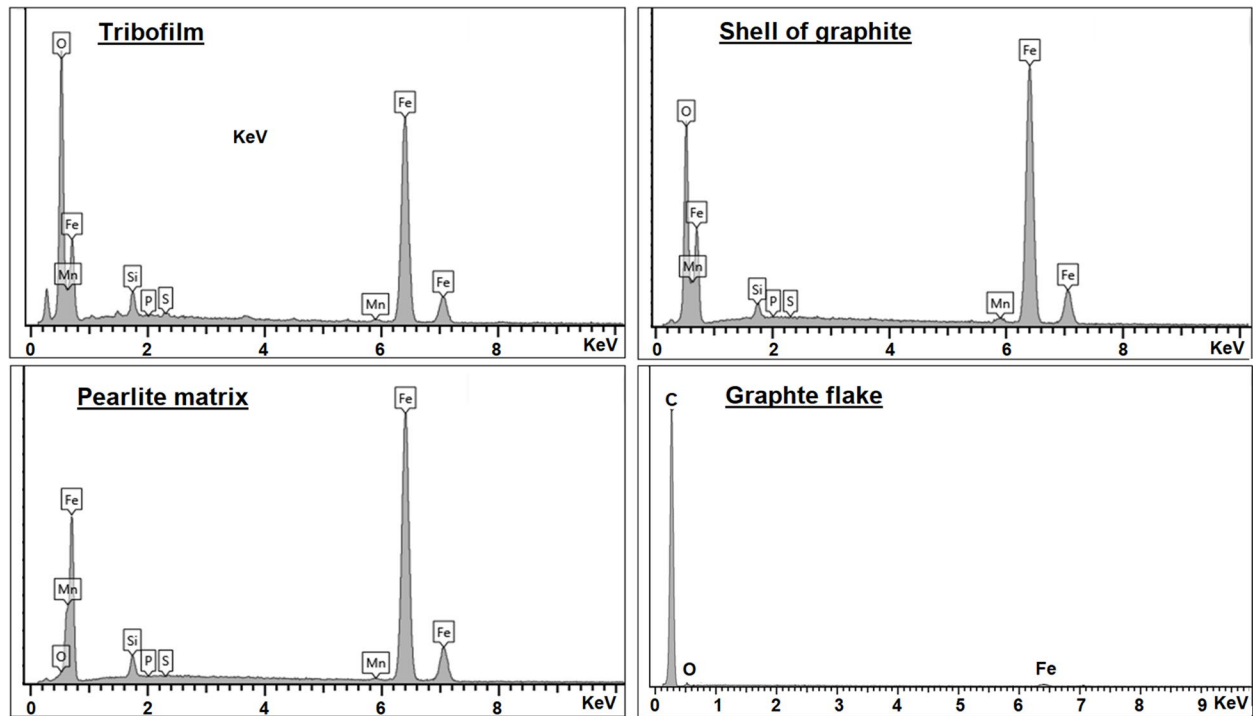 Tribofilm
O
KeV
Fe
Fe
Mn
Si
P
S
Mn
Fe
0 2 4 6 8 KeV
Shell of graphite
Fe
O
Fe
Mn
Si
P
S
Mn
Fe
0 2 4 6 8 KeV
Pearlite matrix
Fe
Fe
Mn
O
Si
P
S
Mn
Fe
0 2 4 6 8 KeV
Graphte flake
C
O
Fe
0 1 2 3 4 5 6 7 8 9 KeV